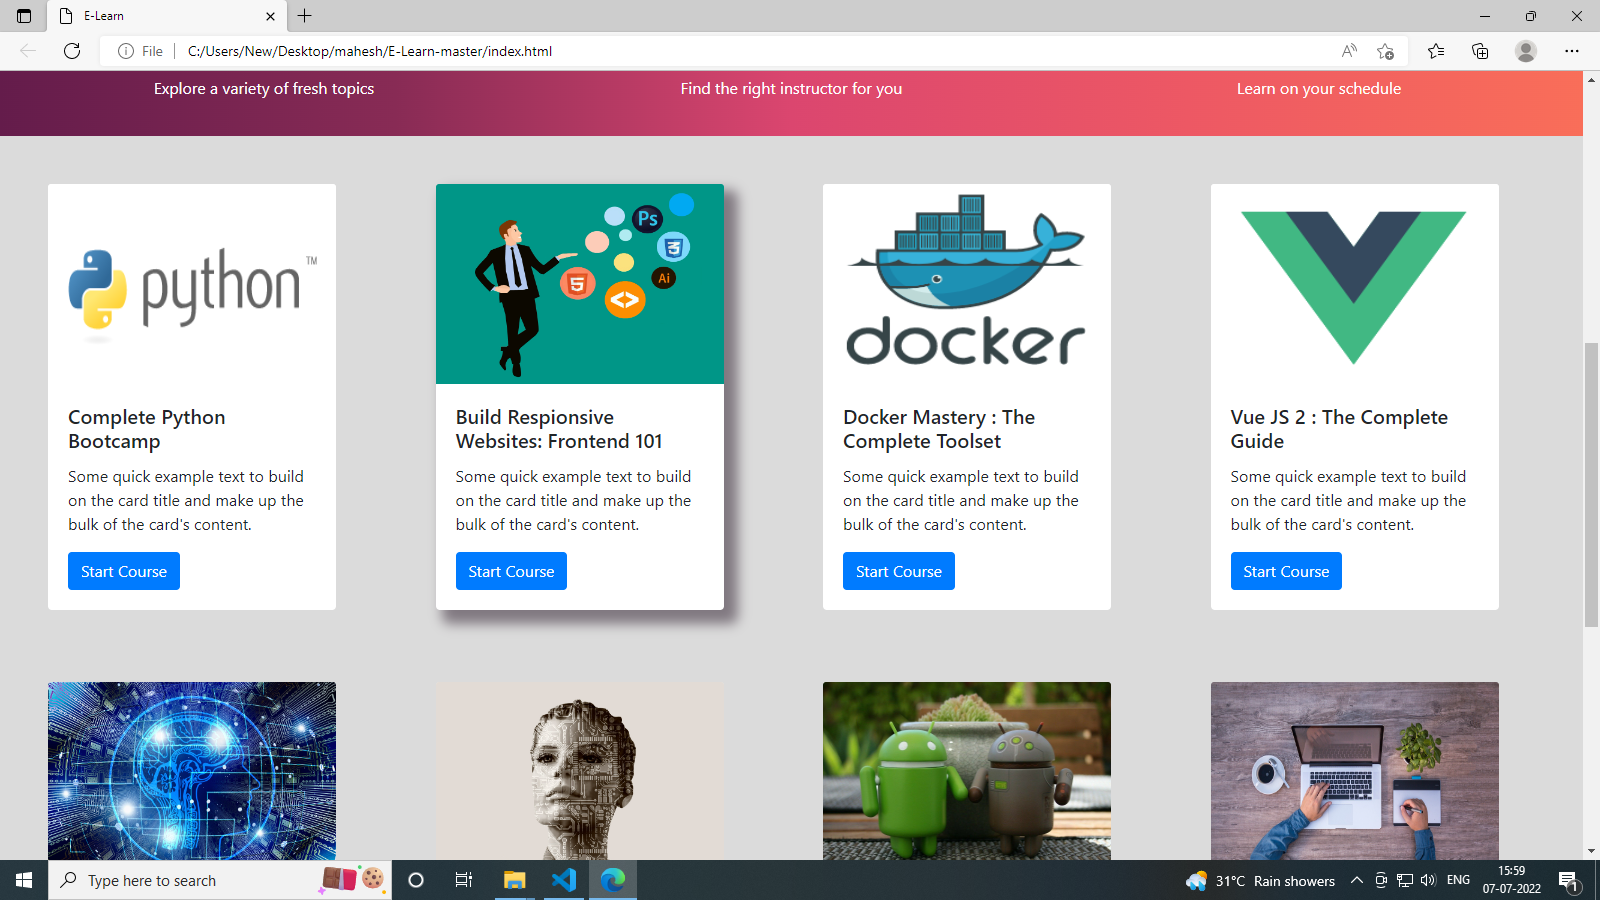 E-Learn
File
C:/Users/New/Desktop/mahesh/E-Learn-master/index.html
Explore a variety of fresh topics
Find the right instructor for you
Learn on your schedule
python TM
Ps
5
3
Ai
<>
docker
Complete Python
Bootcamp
Some quick example text to build
on the card title and make up the
bulk of the card's content.
Start Course
Build Respionsive
Websites: Frontend 101
Some quick example text to build
on the card title and make up the
bulk of the card's content.
Start Course
Docker Mastery : The
Complete Toolset
Some quick example text to build
on the card title and make up the
bulk of the card's content.
Start Course
Vue JS 2 : The Complete
Guide
Some quick example text to build
on the card title and make up the
bulk of the card's content.
Start Course
Type here to search
31°C Rain showers
ENG
15:59
07-07-2022
1